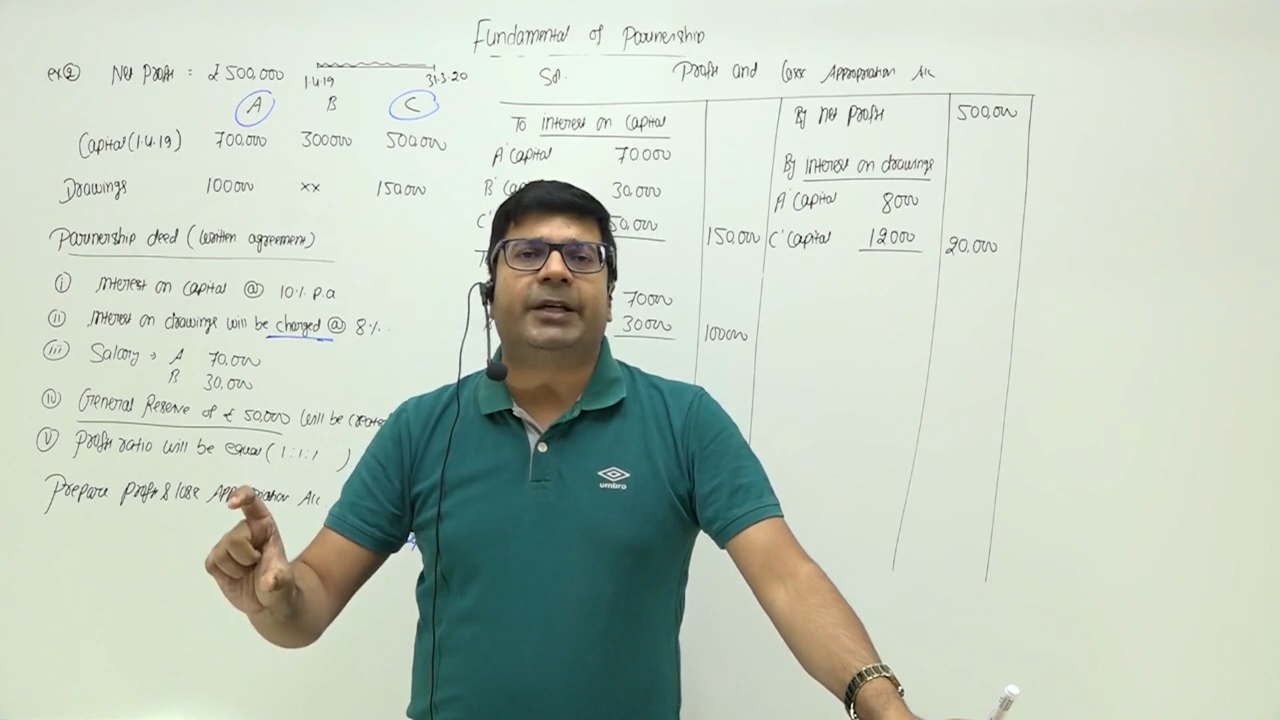 Fundamental of Partnership
ex② Net Profit = ₹ 500,000
1.4.19 31.3.20
A B C
Capital (1.4.19) 700,000 300000 500,000
Drawings 100000 xx 150000
Partnership deed (written agreement)
(i) Interest on capital @ 10% p.a
(ii) Interest on drawings will be charged @ 8%.
(iii) Salary → A 70,000
B 30,000
(iv) General Reserve of ₹ 50,000 will be create
(v) Profit ratio will be equal (1:1:1 )
Prepare Profit & loss App ation A/c.
Sol. Profit and Loss Appropriation A/c
To interest on capital
A' capital 70000
B' cap 30,000
C' 50,000 150,000
T
70000
30000 100000
By Net Profit 500,000
By interest on drawings
A' capital 8000
C' capital 12000 20,000
umbro